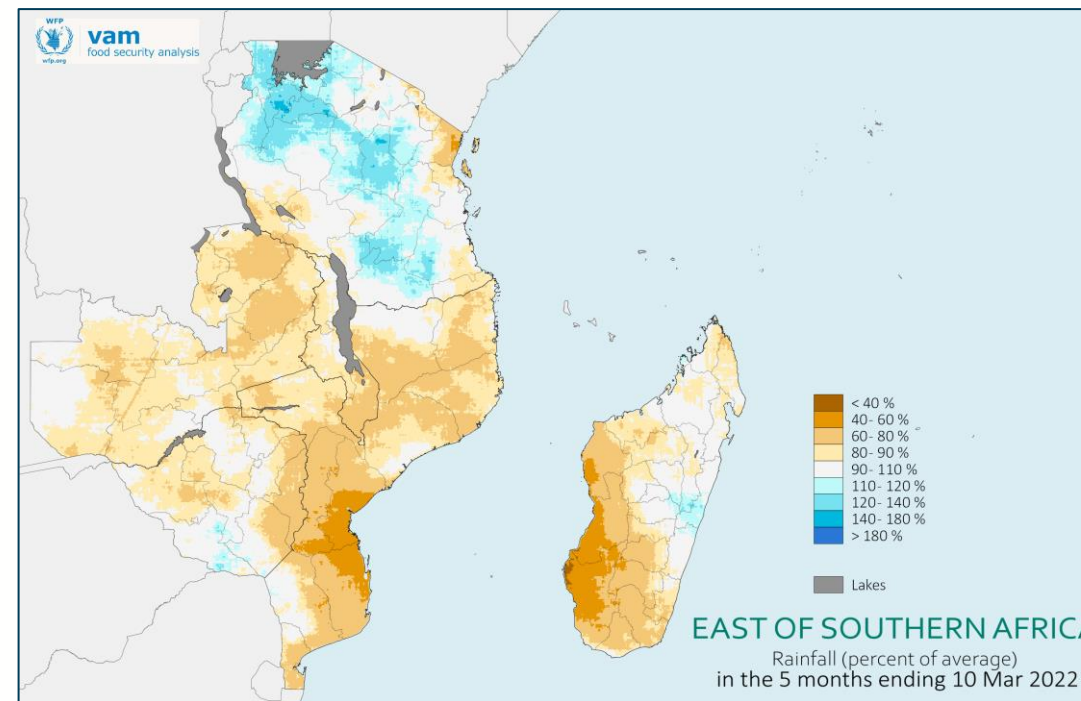 WFP
wfp.org
vam
food security analysis
< 40 %
40- 60 %
60- 80 %
80- 90 %
90- 110 %
110- 120 %
120- 140 %
140- 180 %
> 180 %
Lakes
EAST OF SOUTHERN AFRICA
Rainfall (percent of average)
in the 5 months ending 10 Mar 2022